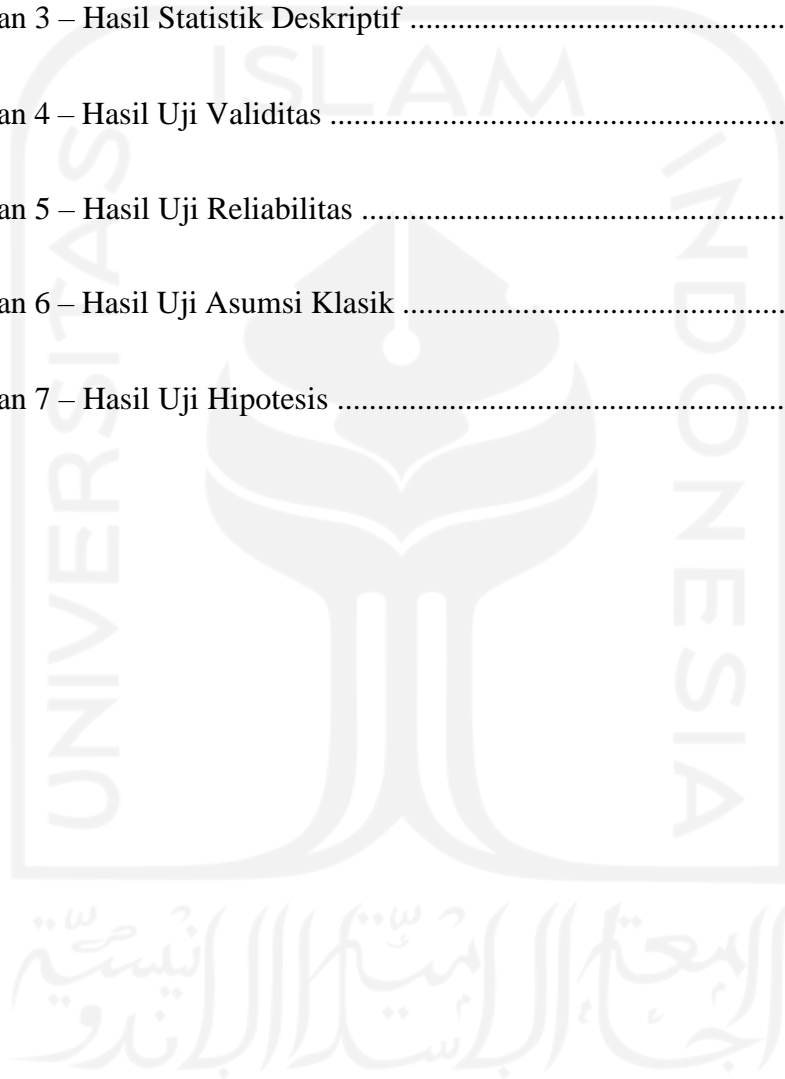 an 3 – Hasil Statistik Deskriptif ................................................
an 4 – Hasil Uji Validitas ..........................................................
an 5 – Hasil Uji Reliabilitas ......................................................
an 6 – Hasil Uji Asumsi Klasik .................................................
an 7 – Hasil Uji Hipotesis .........................................................
ISLAM
UNIVERSITAS
INDONESIA